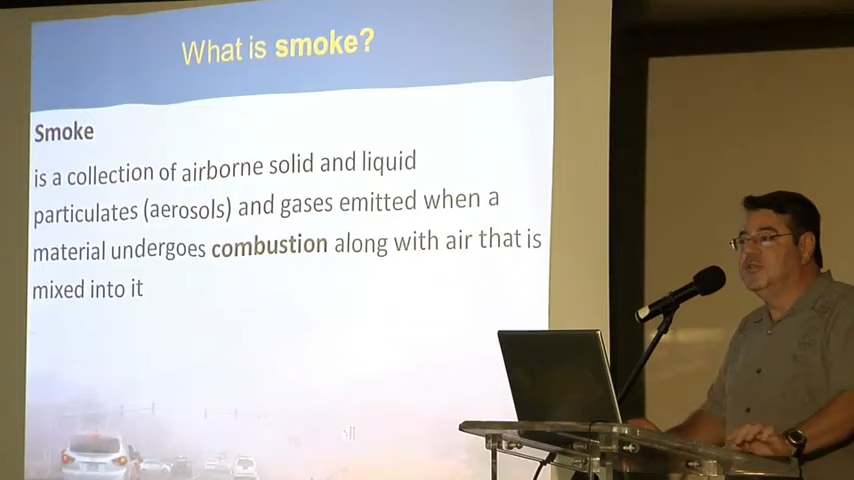 What is smoke?
Smoke
is a collection of airborne solid and liquid
particulates (aerosols) and gases emitted when a
material undergoes combustion along with air that is
mixed into it